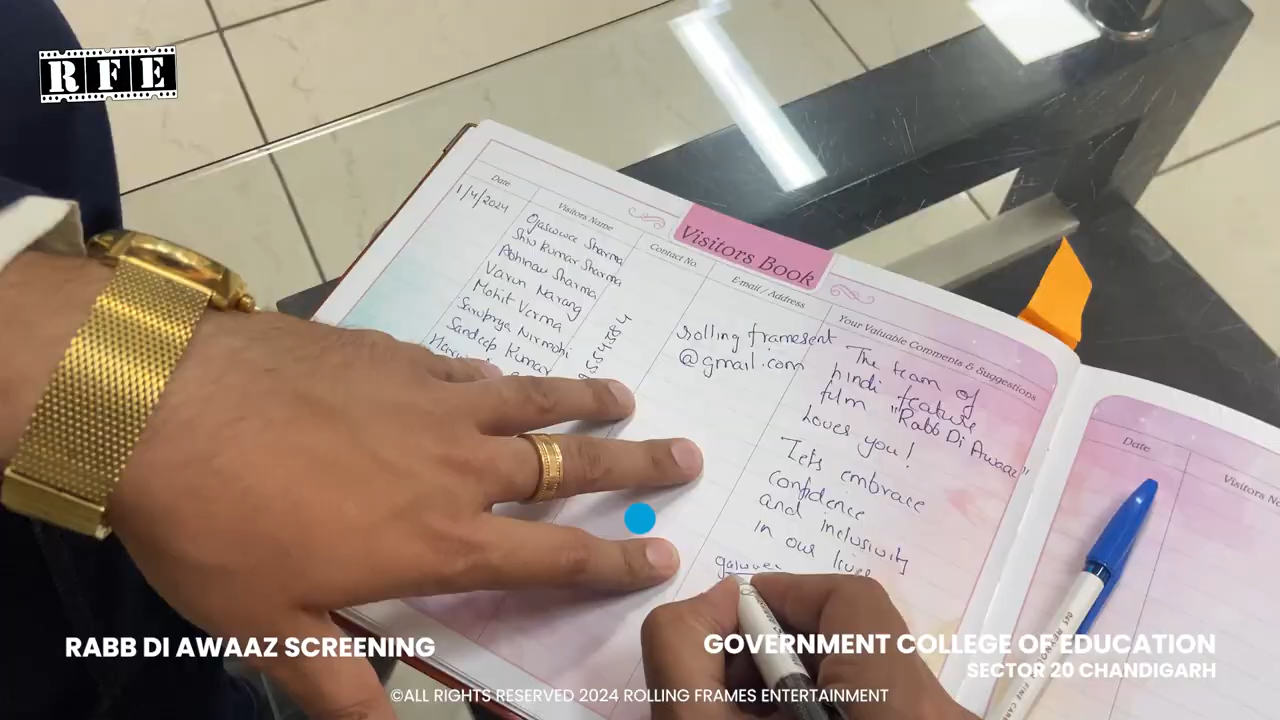 RFE
Visitors Book
Date
Visitors Name
Contact No.
E-mail / Address
Your Valuable Comments & Suggestions
1/4/2024
Ojaswwee Sharma
Shiv Kumar Sharma
Abhinav Sharma
Varun Narang
Mohit Verma
Sandeep Kumar
rolling framesent
@gmail.com
The team of
hindi feature
film "Rabb Di Awaaz"
Loves you!
Lets embrace
confidence
and inclusivity
in our
Date
Visitors
RABB DI AWAAZ SCREENING
GOVERNMENT COLLEGE OF EDUCATION
SECTOR 20 CHANDIGARH
©ALL RIGHTS RESERVED 2024 ROLLING FRAMES ENTERTAINMENT